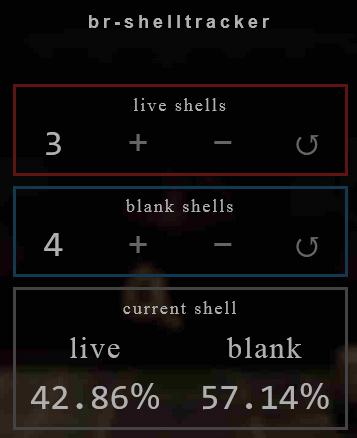 br-shelltracker
live shells
3 + − ↺
blank shells
4 + − ↺
current shell
live blank
42.86% 57.14%